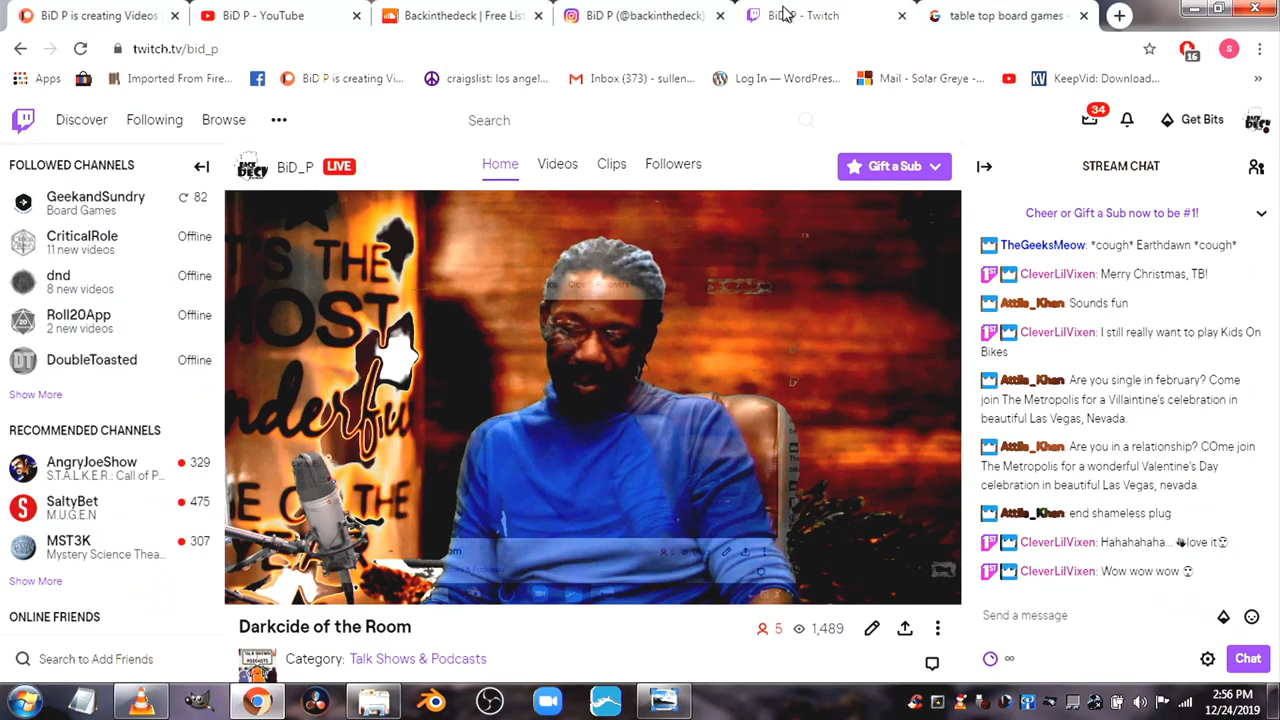 BiD P is creating Videos
BiD P - YouTube
Backinthedeck | Free List
BiD P (@backinthedeck)
- Twitch
table top board games -
twitch.tv/bid_p
16
S
Apps
Imported From Fire...
BiD P is creating Vi...
craigslist: los angel...
Inbox (373) - sullen...
Log In — WordPres...
Mail - Solar Greye -...
KeepVid: Download...
Discover
Following
Browse
Search
34
Get Bits
FOLLOWED CHANNELS
BiD_P
LIVE
Home
Videos
Clips
Followers
Gift a Sub
STREAM CHAT
GeekandSundry
82
Board Games
CriticalRole
Offline
11 new videos
dnd
Offline
8 new videos
Roll20App
Offline
2 new videos
DoubleToasted
Offline
Show More
RECOMMENDED CHANNELS
AngryJoeShow
329
S.T.A.L.K.E.R.: Call of P...
SaltyBet
475
M.U.G.E.N
MST3K
307
Mystery Science Thea...
Show More
ONLINE FRIENDS
Search to Add Friends
THE
MOST
Cheer or Gift a Sub now to be #1!
TheGeeksMeow: *cough* Earthdawn *cough*
CleverLilVixen: Merry Christmas, TB!
Attila_Khan: Sounds fun
CleverLilVixen: I still really want to play Kids On
Bikes
Attila_Khan: Are you single in february? Come
join The Metropolis for a Villaintine's celebration in
beautiful Las Vegas, Nevada.
Attila_Khan: Are you in a relationship? COme join
The Metropolis for a wonderful Valentine's Day
celebration in beautiful Las Vegas, nevada.
Attila_Khan: end shameless plug
CleverLilVixen: Hahahahaha... love it
CleverLilVixen: Wow wow wow
Send a message
Chat
Darkcide of the Room
5
1,489
Category: Talk Shows & Podcasts
2:56 PM
12/24/2019